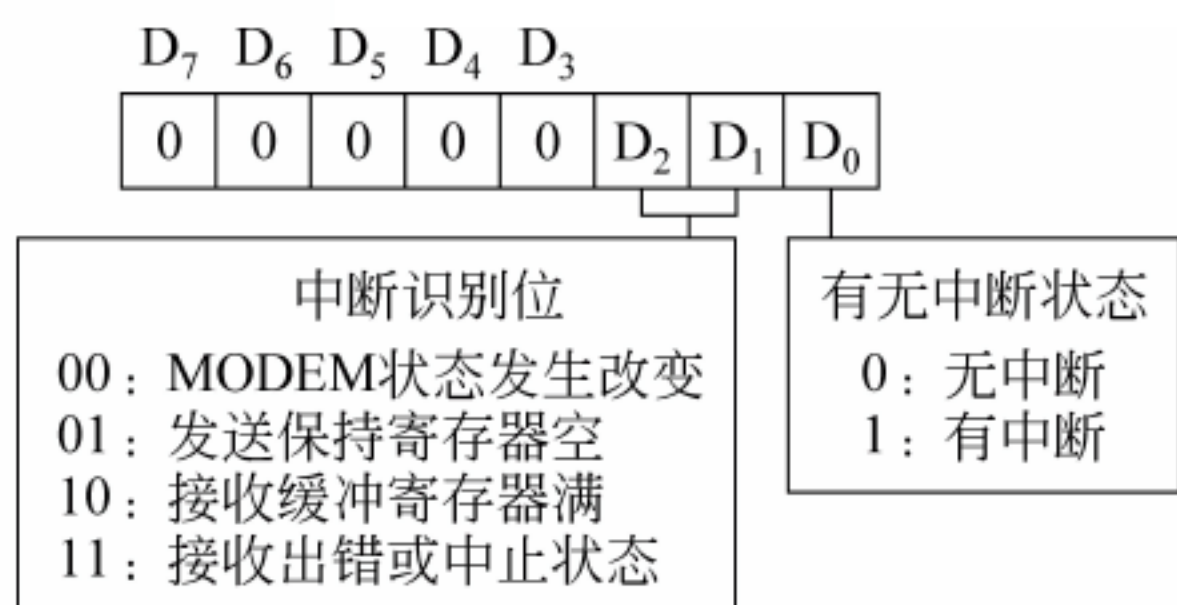 D₇ D₆ D₅ D₄ D₃
0 0 0 0 0 D₂ D₁ D₀
中断识别位
00：MODEM状态发生改变
01：发送保持寄存器空
10：接收缓冲寄存器满
11：接收出错或中止状态
有无中断状态
0：无中断
1：有中断